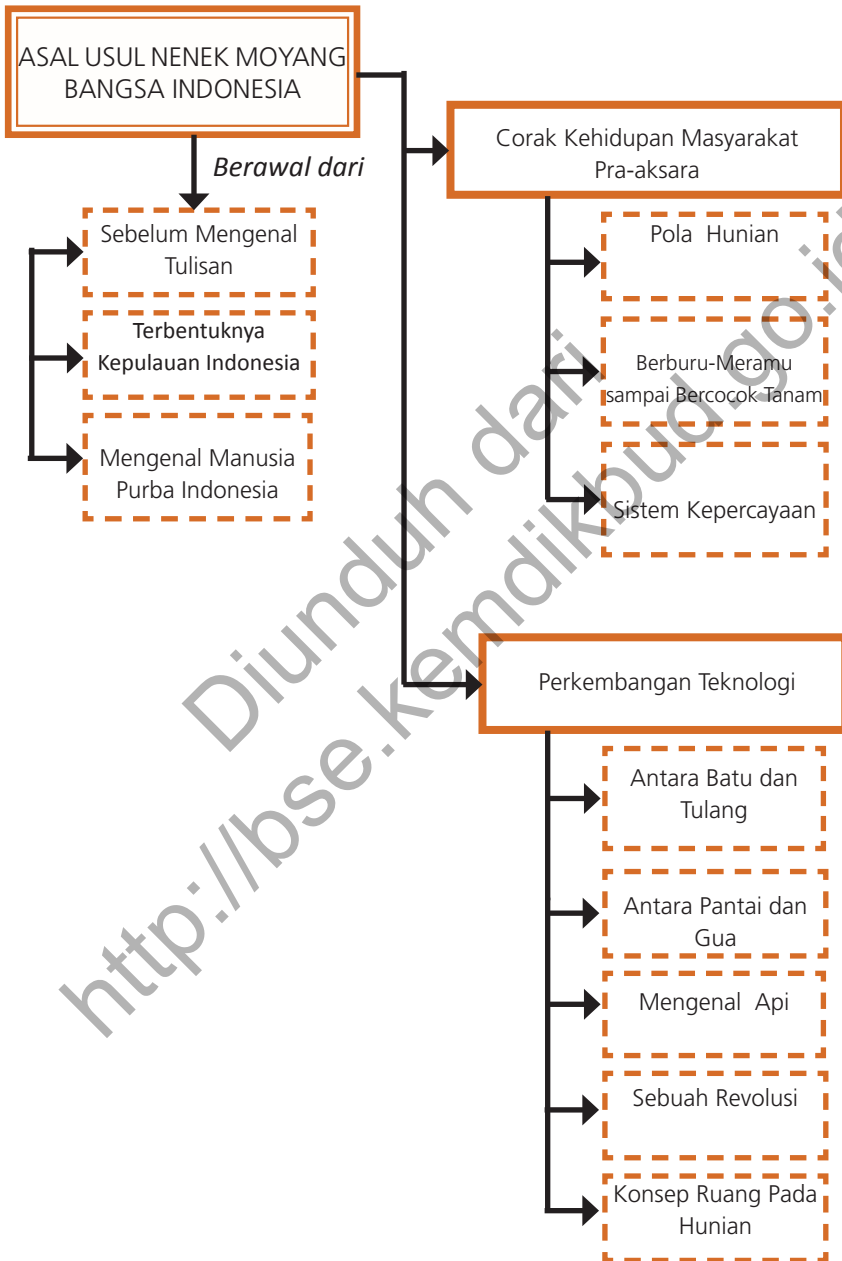 ASAL USUL NENEK MOYANG
BANGSA INDONESIA
Berawal dari
Sebelum Mengenal
Tulisan
Terbentuknya
Kepulauan Indonesia
Mengenal Manusia
Purba Indonesia
Corak Kehidupan Masyarakat
Pra-aksara
Pola Hunian
Berburu-Meramu
sampai Bercocok Tanam
Sistem Kepercayaan
Perkembangan Teknologi
Antara Batu dan
Tulang
Antara Pantai dan
Gua
Mengenal Api
Sebuah Revolusi
Konsep Ruang Pada
Hunian
Diunduh dari
http://bse.kemdikbud.go.id